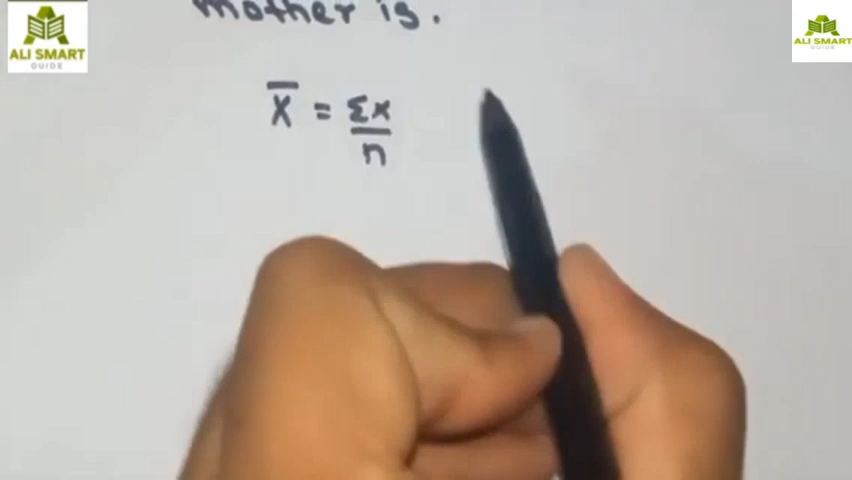 mother is.
X̄ = Σx
n
ALI SMART
GUIDE
ALI SMART
GUIDE